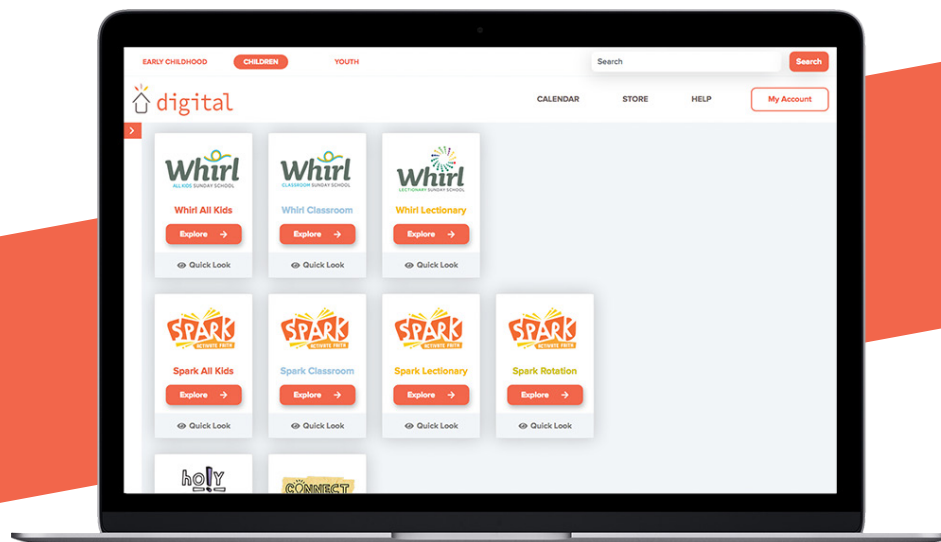 EARLY CHILDHOOD CHILDREN YOUTH Search Search
digital CALENDAR STORE HELP My Account
Whirl Whirl Whirl
ALL KIDS SUNDAY SCHOOL CLASSROOM SUNDAY SCHOOL LECTIONARY SUNDAY SCHOOL
Whirl All Kids Whirl Classroom Whirl Lectionary
Explore → Explore → Explore →
Quick Look Quick Look Quick Look
SPARK SPARK SPARK SPARK
ACTIVATE FAITH ACTIVATE FAITH ACTIVATE FAITH ACTIVATE FAITH
Spark All Kids Spark Classroom Spark Lectionary Spark Rotation
Explore → Explore → Explore → Explore →
Quick Look Quick Look Quick Look Quick Look
holy CONNECT